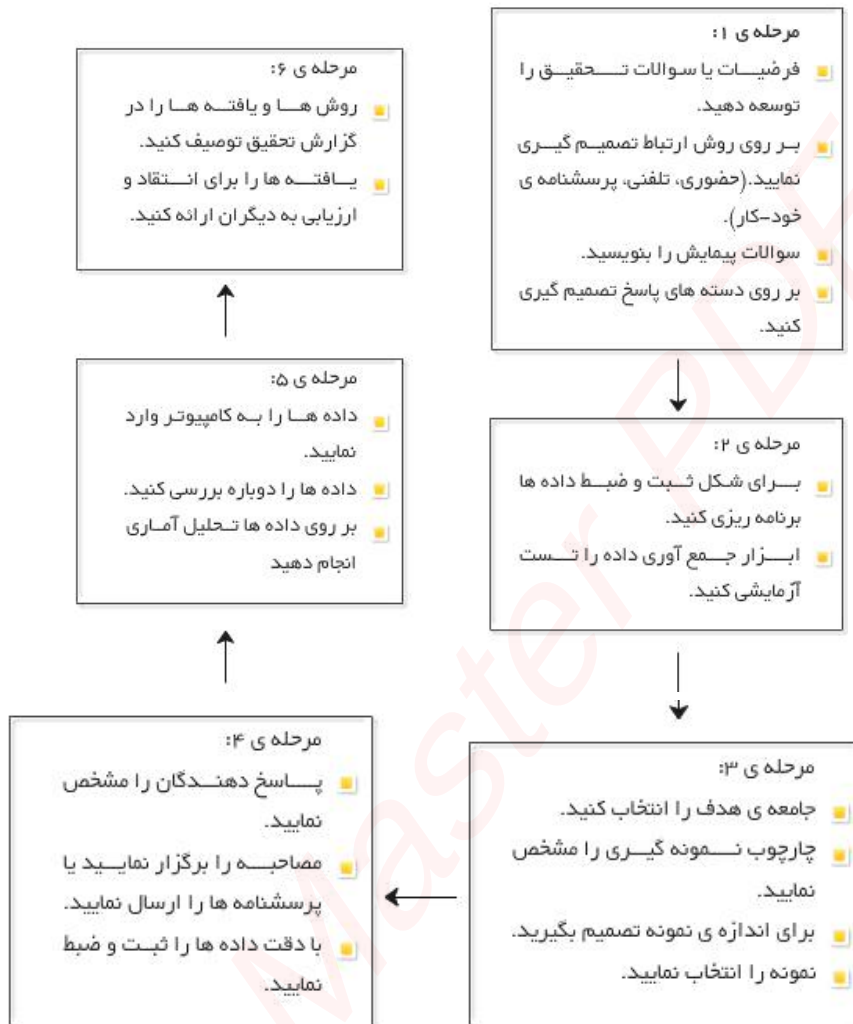 مرحله ی ۱:
فرضیات یا سوالات تحقیق را
توسعه دهید.
بر روی روش ارتباط تصمیم گیری
نمایید.(حضوری، تلفنی، پرسشنامه ی
خود-کار).
سوالات پیمایش را بنویسید.
بر روی دسته های پاسخ تصمیم گیری
کنید.
مرحله ی ۲:
برای شکل ثبت و ضبط داده ها
برنامه ریزی کنید.
ابزار جمع آوری داده را تست
آزمایشی کنید.
مرحله ی ۳:
جامعه ی هدف را انتخاب کنید.
چارچوب نمونه گیری را مشخص
نمایید.
برای اندازه ی نمونه تصمیم بگیرید.
نمونه را انتخاب نمایید.
مرحله ی ۴:
پاسخ دهندگان را مشخص
نمایید.
مصاحبه را برگزار نمایید یا
پرسشنامه ها را ارسال نمایید.
با دقت داده ها را ثبت و ضبط
نمایید.
مرحله ی ۵:
داده ها را به کامپیوتر وارد
نمایید.
داده ها را دوباره بررسی کنید.
بر روی داده ها تحلیل آماری
انجام دهید
مرحله ی ۶:
روش ها و یافته ها را در
گزارش تحقیق توصیف کنید.
یافته ها را برای انتقاد و
ارزیابی به دیگران ارائه کنید.
Master PDF